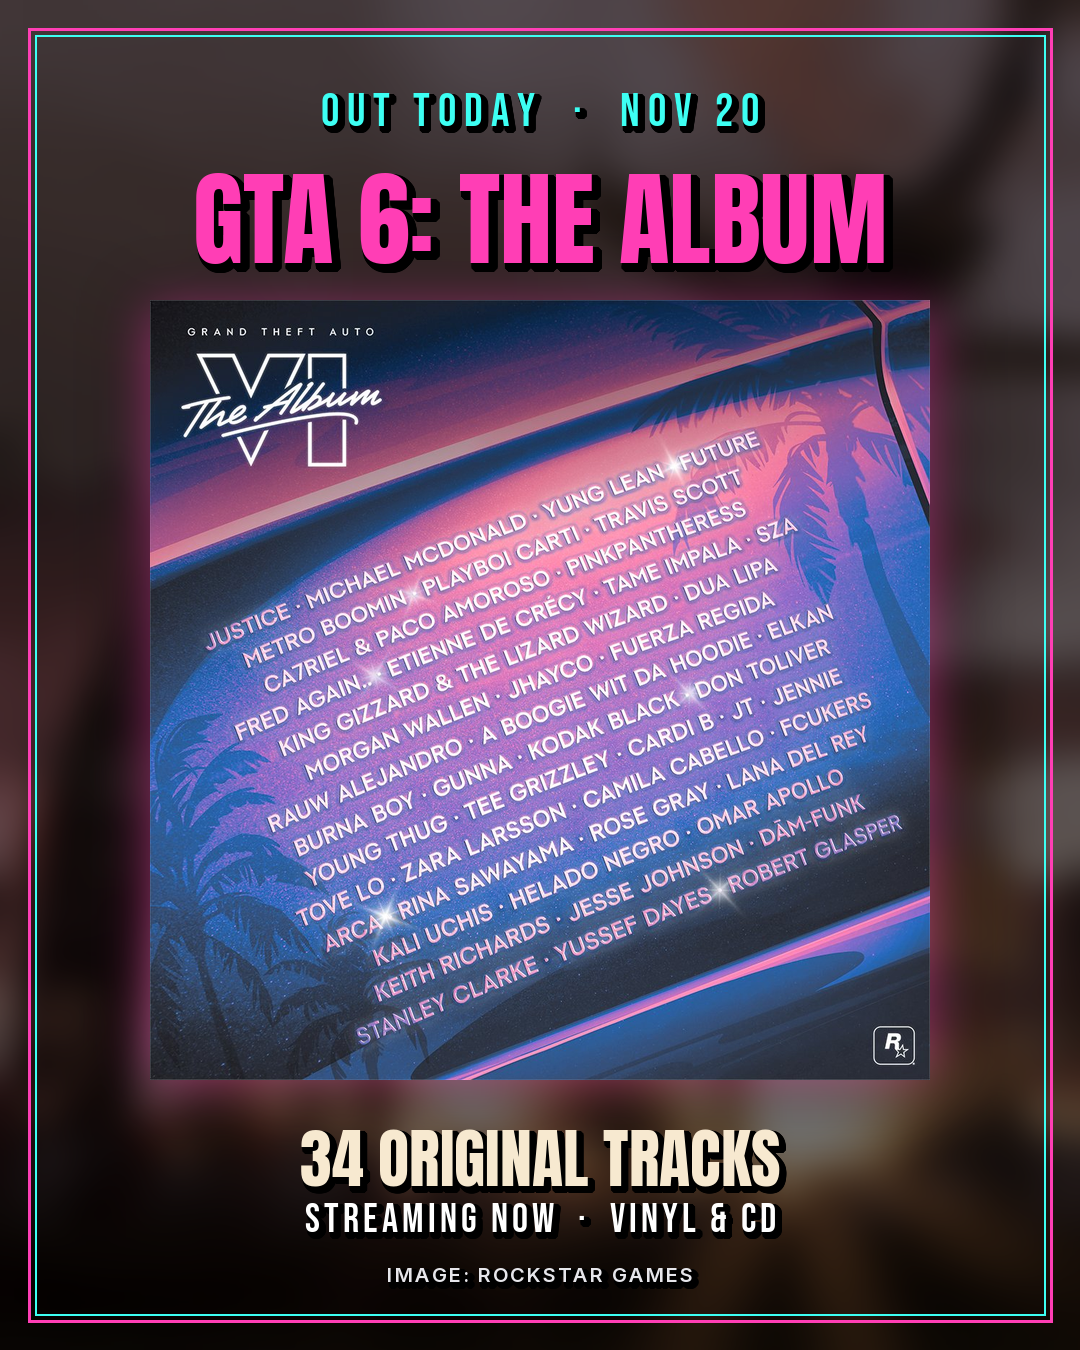 OUT TODAY · NOV 20
GTA 6: THE ALBUM
GRAND THEFT AUTO
VI
The Album
JUSTICE · MICHAEL MCDONALD · YUNG LEAN · FUTURE
METRO BOOMIN · PLAYBOI CARTI · TRAVIS SCOTT
CA7RIEL & PACO AMOROSO · PINKPANTHERESS
FRED AGAIN.. · ETIENNE DE CRÉCY · TAME IMPALA · SZA
KING GIZZARD & THE LIZARD WIZARD · DUA LIPA
MORGAN WALLEN · JHAYCO · FUERZA REGIDA
RAUW ALEJANDRO · A BOOGIE WIT DA HOODIE · ELKAN
BURNA BOY · GUNNA · KODAK BLACK · DON TOLIVER
YOUNG THUG · TEE GRIZZLEY · CARDI B · JT · JENNIE
TOVE LO · ZARA LARSSON · CAMILA CABELLO · FCUKERS
ARCA · RINA SAWAYAMA · ROSE GRAY · LANA DEL REY
KALI UCHIS · HELADO NEGRO · OMAR APOLLO
KEITH RICHARDS · JESSE JOHNSON · DĀM-FUNK
STANLEY CLARKE · YUSSEF DAYES · ROBERT GLASPER
R
34 ORIGINAL TRACKS
STREAMING NOW · VINYL & CD
IMAGE: ROCKSTAR GAMES